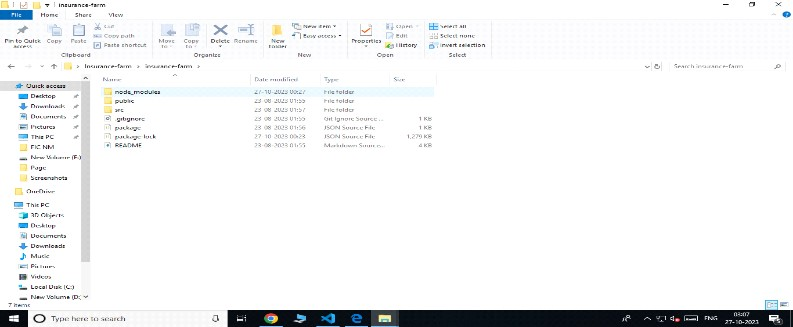 insurance-farm
File Home Share View
Pin to Quick access
Copy
Paste
Cut
Copy path
Paste shortcut
Clipboard
Move to
Copy to
Delete
Rename
Organize
New folder
New item
Easy access
New
Properties
Open
Edit
History
Open
Select all
Select none
Invert selection
Select
Insurance-farm > insurance-farm >
Search insurance-farm
Name Date modified Type Size
node_modules 27-10-2023 00:27 File folder
public 23-08-2023 01:55 File folder
src 23-08-2023 01:57 File folder
.gitignore 23-08-2023 01:55 Git Ignore Source ... 1 KB
package 23-08-2023 01:56 JSON Source File 1 KB
package-lock 27-10-2023 00:23 JSON Source File 1,279 KB
README 23-08-2023 01:55 Markdown Source... 4 KB
Quick access
Desktop
Downloads
Documents
Pictures
This PC
FIC NM
New Volume (E:)
Page
Screenshots
OneDrive
This PC
3D Objects
Desktop
Documents
Downloads
Music
Pictures
Videos
Local Disk (C:)
New Volume (D:)
7 items
Type here to search
ENG
03:07
27-10-2023